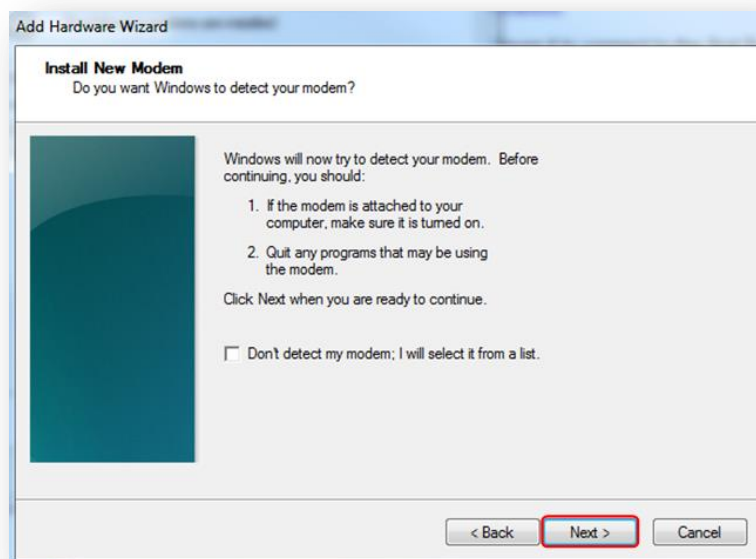 Add Hardware Wizard
Install New Modem
Do you want Windows to detect your modem?
Windows will now try to detect your modem. Before
continuing, you should:
1. If the modem is attached to your
computer, make sure it is turned on.
2. Quit any programs that may be using
the modem.
Click Next when you are ready to continue.
Don't detect my modem; I will select it from a list.
< Back
Next >
Cancel